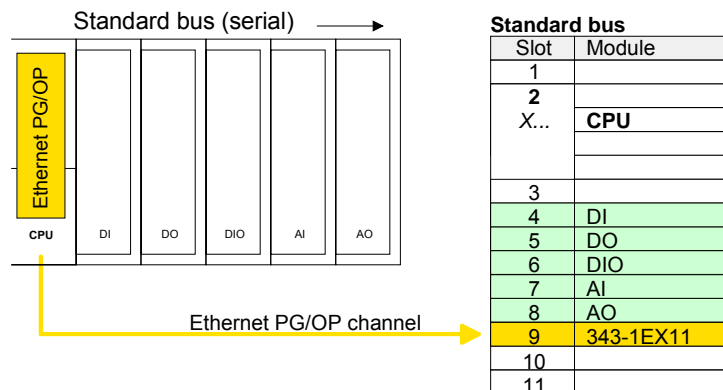 Standard bus (serial)
Ethernet PG/OP
CPU
DI
DO
DIO
AI
AO
Ethernet PG/OP channel
Standard bus
Slot Module
1
2
X... CPU
3
4 DI
5 DO
6 DIO
7 AI
8 AO
9 343-1EX11
10
11